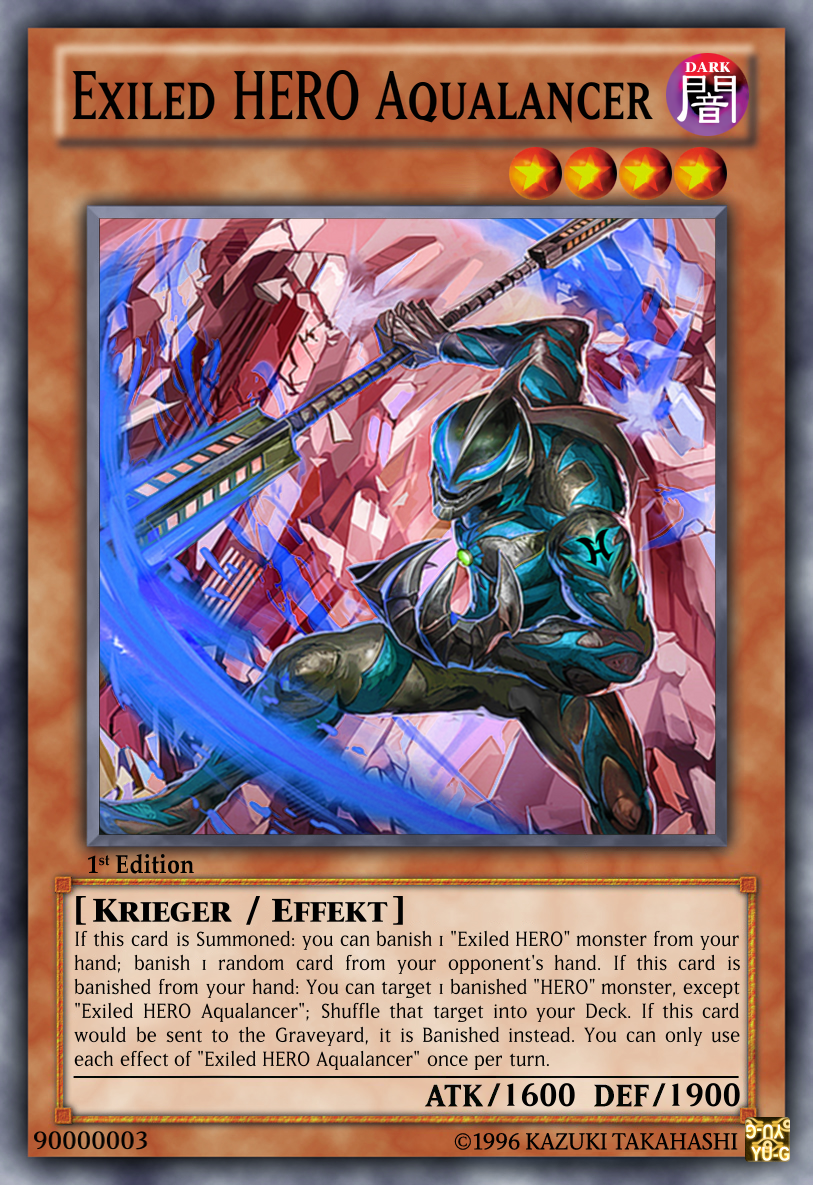 Exiled HERO Aqualancer
DARK
闇
H
1st Edition
[ Krieger / Effekt ]
If this card is Summoned: you can banish 1 "Exiled HERO" monster from your
hand; banish 1 random card from your opponent's hand. If this card is
banished from your hand: You can target 1 banished "HERO" monster, except
"Exiled HERO Aqualancer"; Shuffle that target into your Deck. If this card
would be sent to the Graveyard, it is Banished instead. You can only use
each effect of "Exiled HERO Aqualancer" once per turn.
ATK/1600 DEF/1900
90000003
©1996 KAZUKI TAKAHASHI